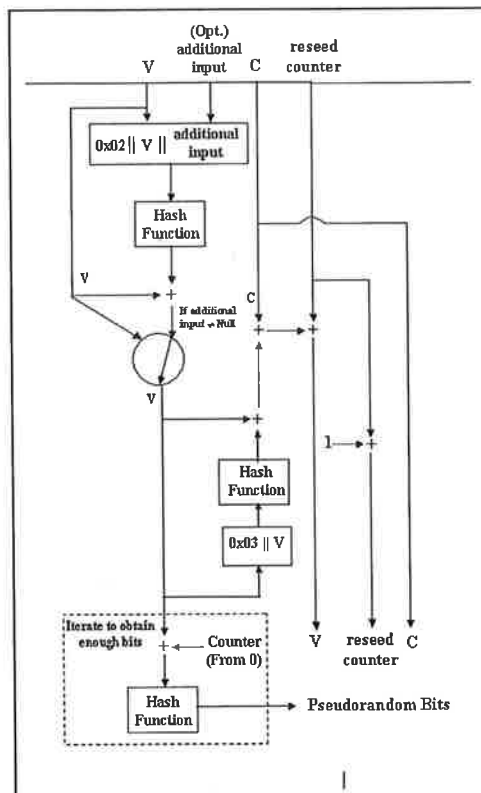 (Opt.)
additional
input
V
C
reseed
counter
0x02 || V || additional
input
Hash
Function
V
+
If additional
input ≠ Null
C
+
+
V
+
1
+
Hash
Function
0x03 || V
Iterate to obtain
enough bits
+
Counter
(From 0)
V
reseed
counter
C
Hash
Function
Pseudorandom Bits